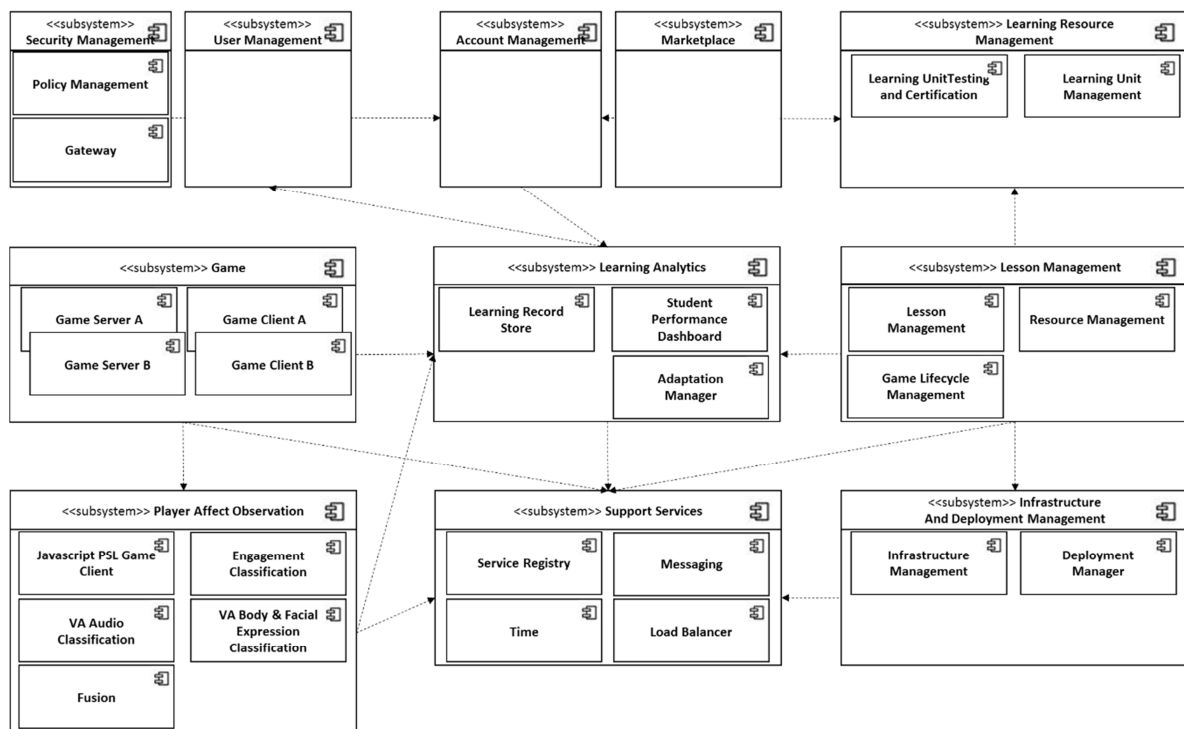 <<subsystem>>
Security Management
Policy Management
Gateway
<<subsystem>>
User Management
<<subsystem>>
Account Management
<<subsystem>>
Marketplace
<<subsystem>> Learning Resource
Management
Learning UnitTesting
and Certification
Learning Unit
Management
<<subsystem>> Game
Game Server A
Game Client A
Game Server B
Game Client B
<<subsystem>> Learning Analytics
Learning Record
Store
Student
Performance
Dashboard
Adaptation
Manager
<<subsystem>> Lesson Management
Lesson
Management
Resource Management
Game Lifecycle
Management
<<subsystem>> Player Affect Observation
Javascript PSL Game
Client
Engagement
Classification
VA Audio
Classification
VA Body & Facial
Expression
Classification
Fusion
<<subsystem>> Support Services
Service Registry
Messaging
Time
Load Balancer
<<subsystem>> Infrastructure
And Deployment Management
Infrastructure
Management
Deployment
Manager